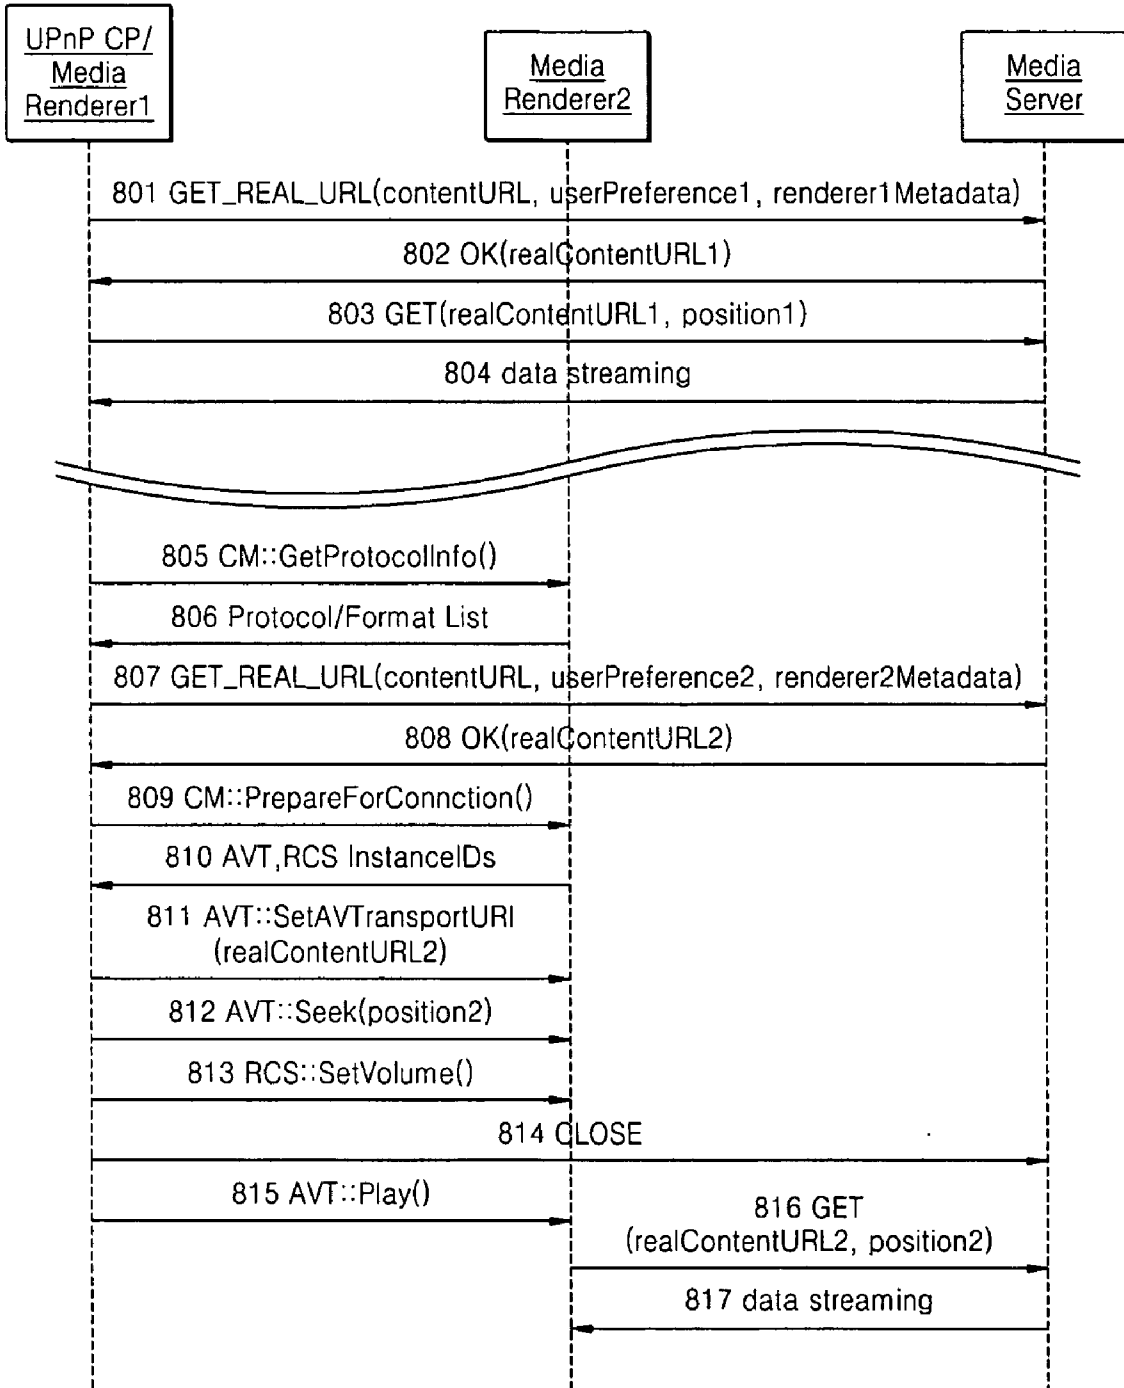 UPnP CP/
Media
Renderer1
Media
Renderer2
Media
Server
801 GET_REAL_URL(contentURL, userPreference1, renderer1Metadata)
802 OK(realContentURL1)
803 GET(realContentURL1, position1)
804 data streaming
805 CM::GetProtocolInfo()
806 Protocol/Format List
807 GET_REAL_URL(contentURL, userPreference2, renderer2Metadata)
808 OK(realContentURL2)
809 CM::PrepareForConnction()
810 AVT,RCS InstanceIDs
811 AVT::SetAVTransportURI
(realContentURL2)
812 AVT::Seek(position2)
813 RCS::SetVolume()
814 CLOSE
815 AVT::Play()
816 GET
(realContentURL2, position2)
817 data streaming